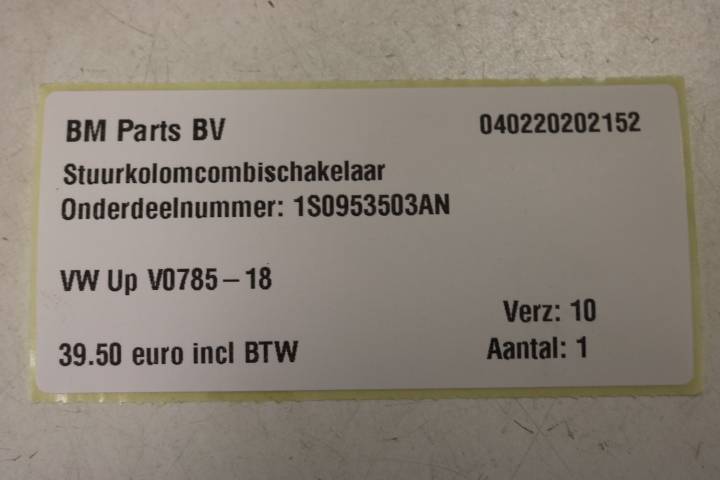 BM Parts BV 040220202152
Stuurkolomcombischakelaar
Onderdeelnummer: 1S0953503AN
VW Up V0785 – 18
Verz: 10
39.50 euro incl BTW Aantal: 1